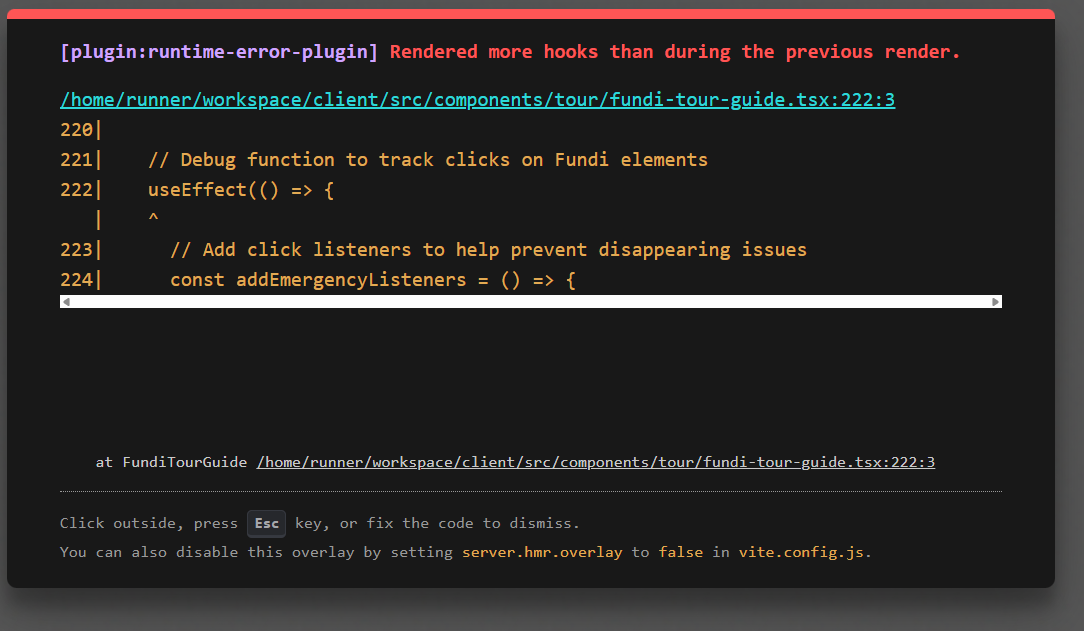 [plugin:runtime-error-plugin] Rendered more hooks than during the previous render.
/home/runner/workspace/client/src/components/tour/fundi-tour-guide.tsx:222:3
220|
221|    // Debug function to track clicks on Fundi elements
222|    useEffect(() => {
   |    ^
223|      // Add click listeners to help prevent disappearing issues
224|      const addEmergencyListeners = () => {
at FundiTourGuide /home/runner/workspace/client/src/components/tour/fundi-tour-guide.tsx:222:3
Click outside, press Esc key, or fix the code to dismiss.
You can also disable this overlay by setting server.hmr.overlay to false in vite.config.js.